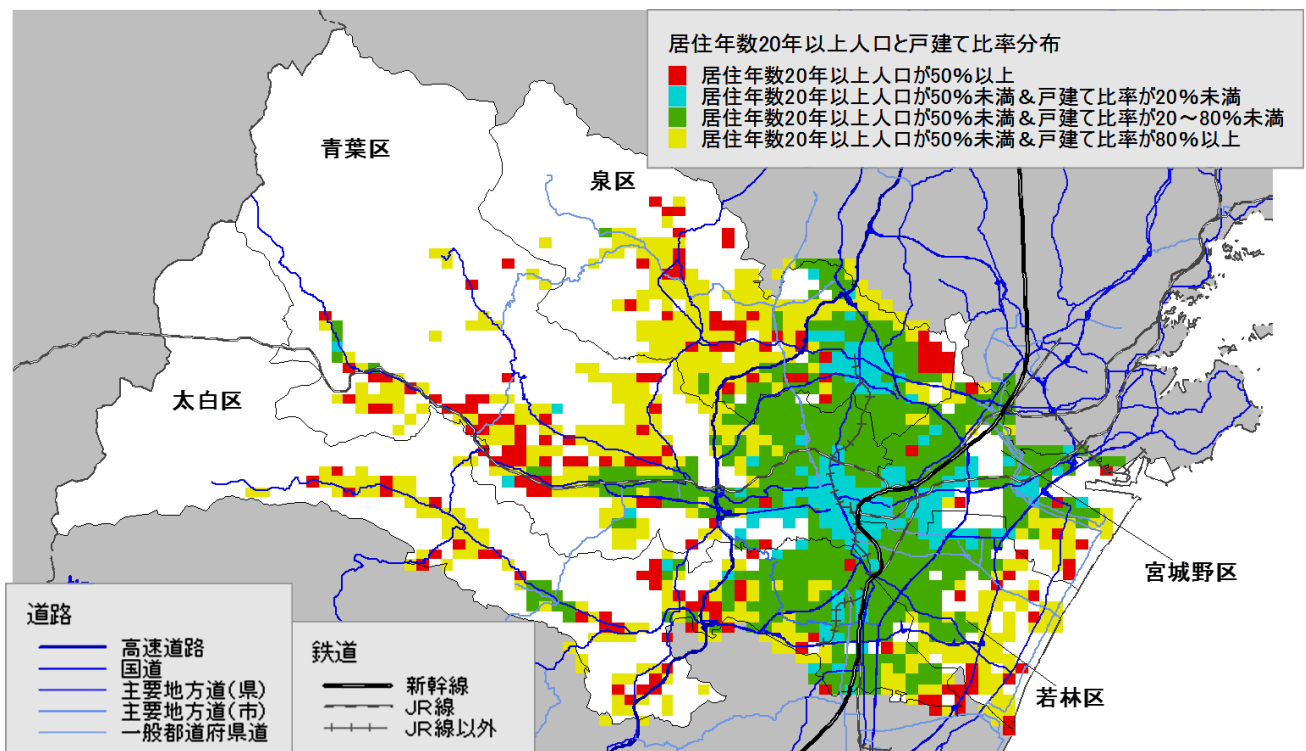 居住年数20年以上人口と戸建て比率分布
居住年数20年以上人口が50%以上
居住年数20年以上人口が50%未満&戸建て比率が20%未満
居住年数20年以上人口が50%未満&戸建て比率が20～80%未満
居住年数20年以上人口が50%未満&戸建て比率が80%以上
青葉区
泉区
太白区
宮城野区
若林区
道路
高速道路
国道
主要地方道(県)
主要地方道(市)
一般都道府県道
鉄道
新幹線
JR線
JR線以外